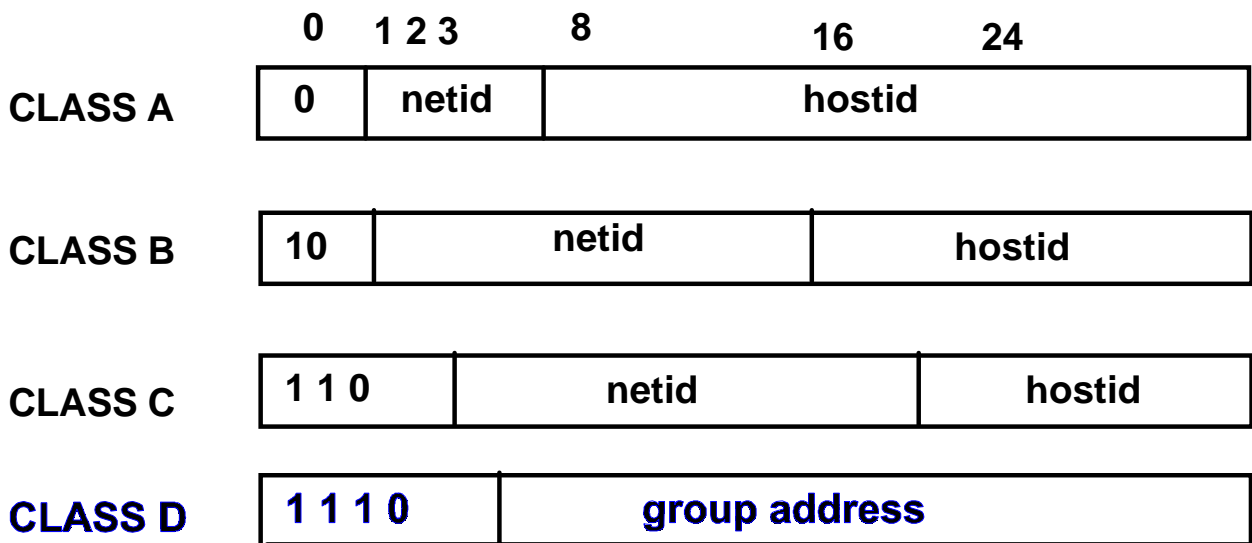 0 1 2 3 8 16 24
CLASS A 0 netid hostid
CLASS B 10 netid hostid
CLASS C 1 1 0 netid hostid
CLASS D 1 1 1 0 group address